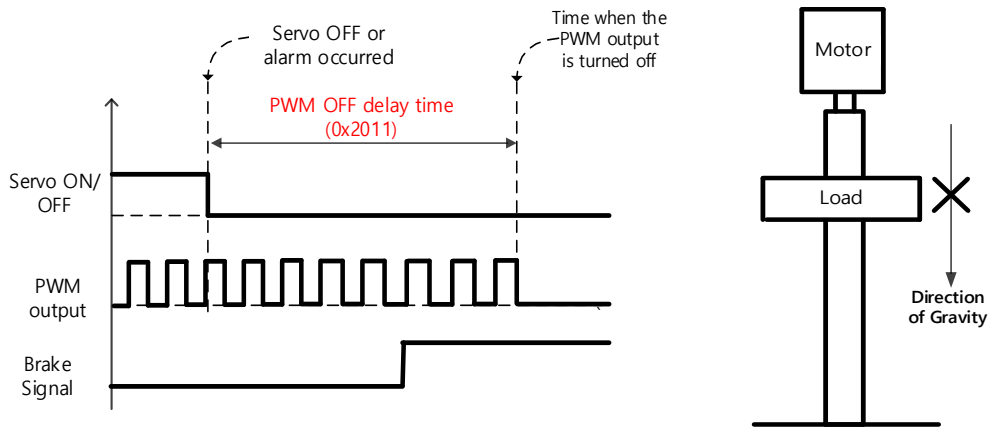 Servo OFF or
alarm occurred
Time when the
PWM output
is turned off
PWM OFF delay time
(0x2011)
Servo ON/
OFF
PWM
output
Brake
Signal
Motor
Load
Direction
of Gravity